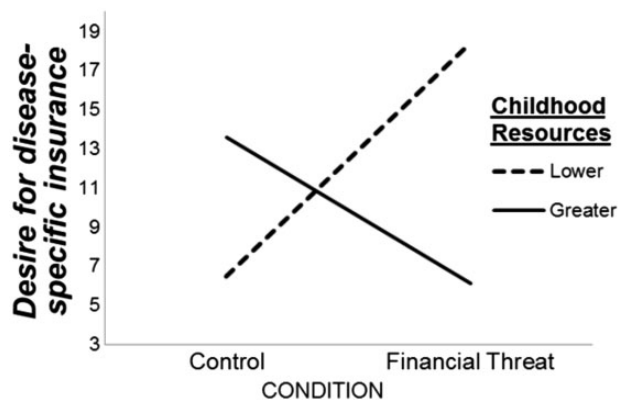 Desire for disease-
specific insurance
19
17
15
13
11
9
7
5
3
Control
Financial Threat
CONDITION
Childhood
Resources
Lower
Greater